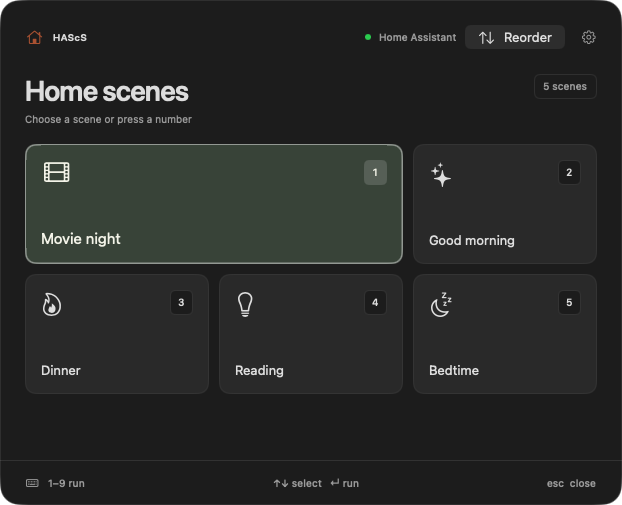 HAScS
Home Assistant
Reorder
Home scenes
5 scenes
Choose a scene or press a number
1
Movie night
2
Good morning
3
Dinner
4
Reading
5
Bedtime
1–9 run
↑↓ select ↵ run
esc close